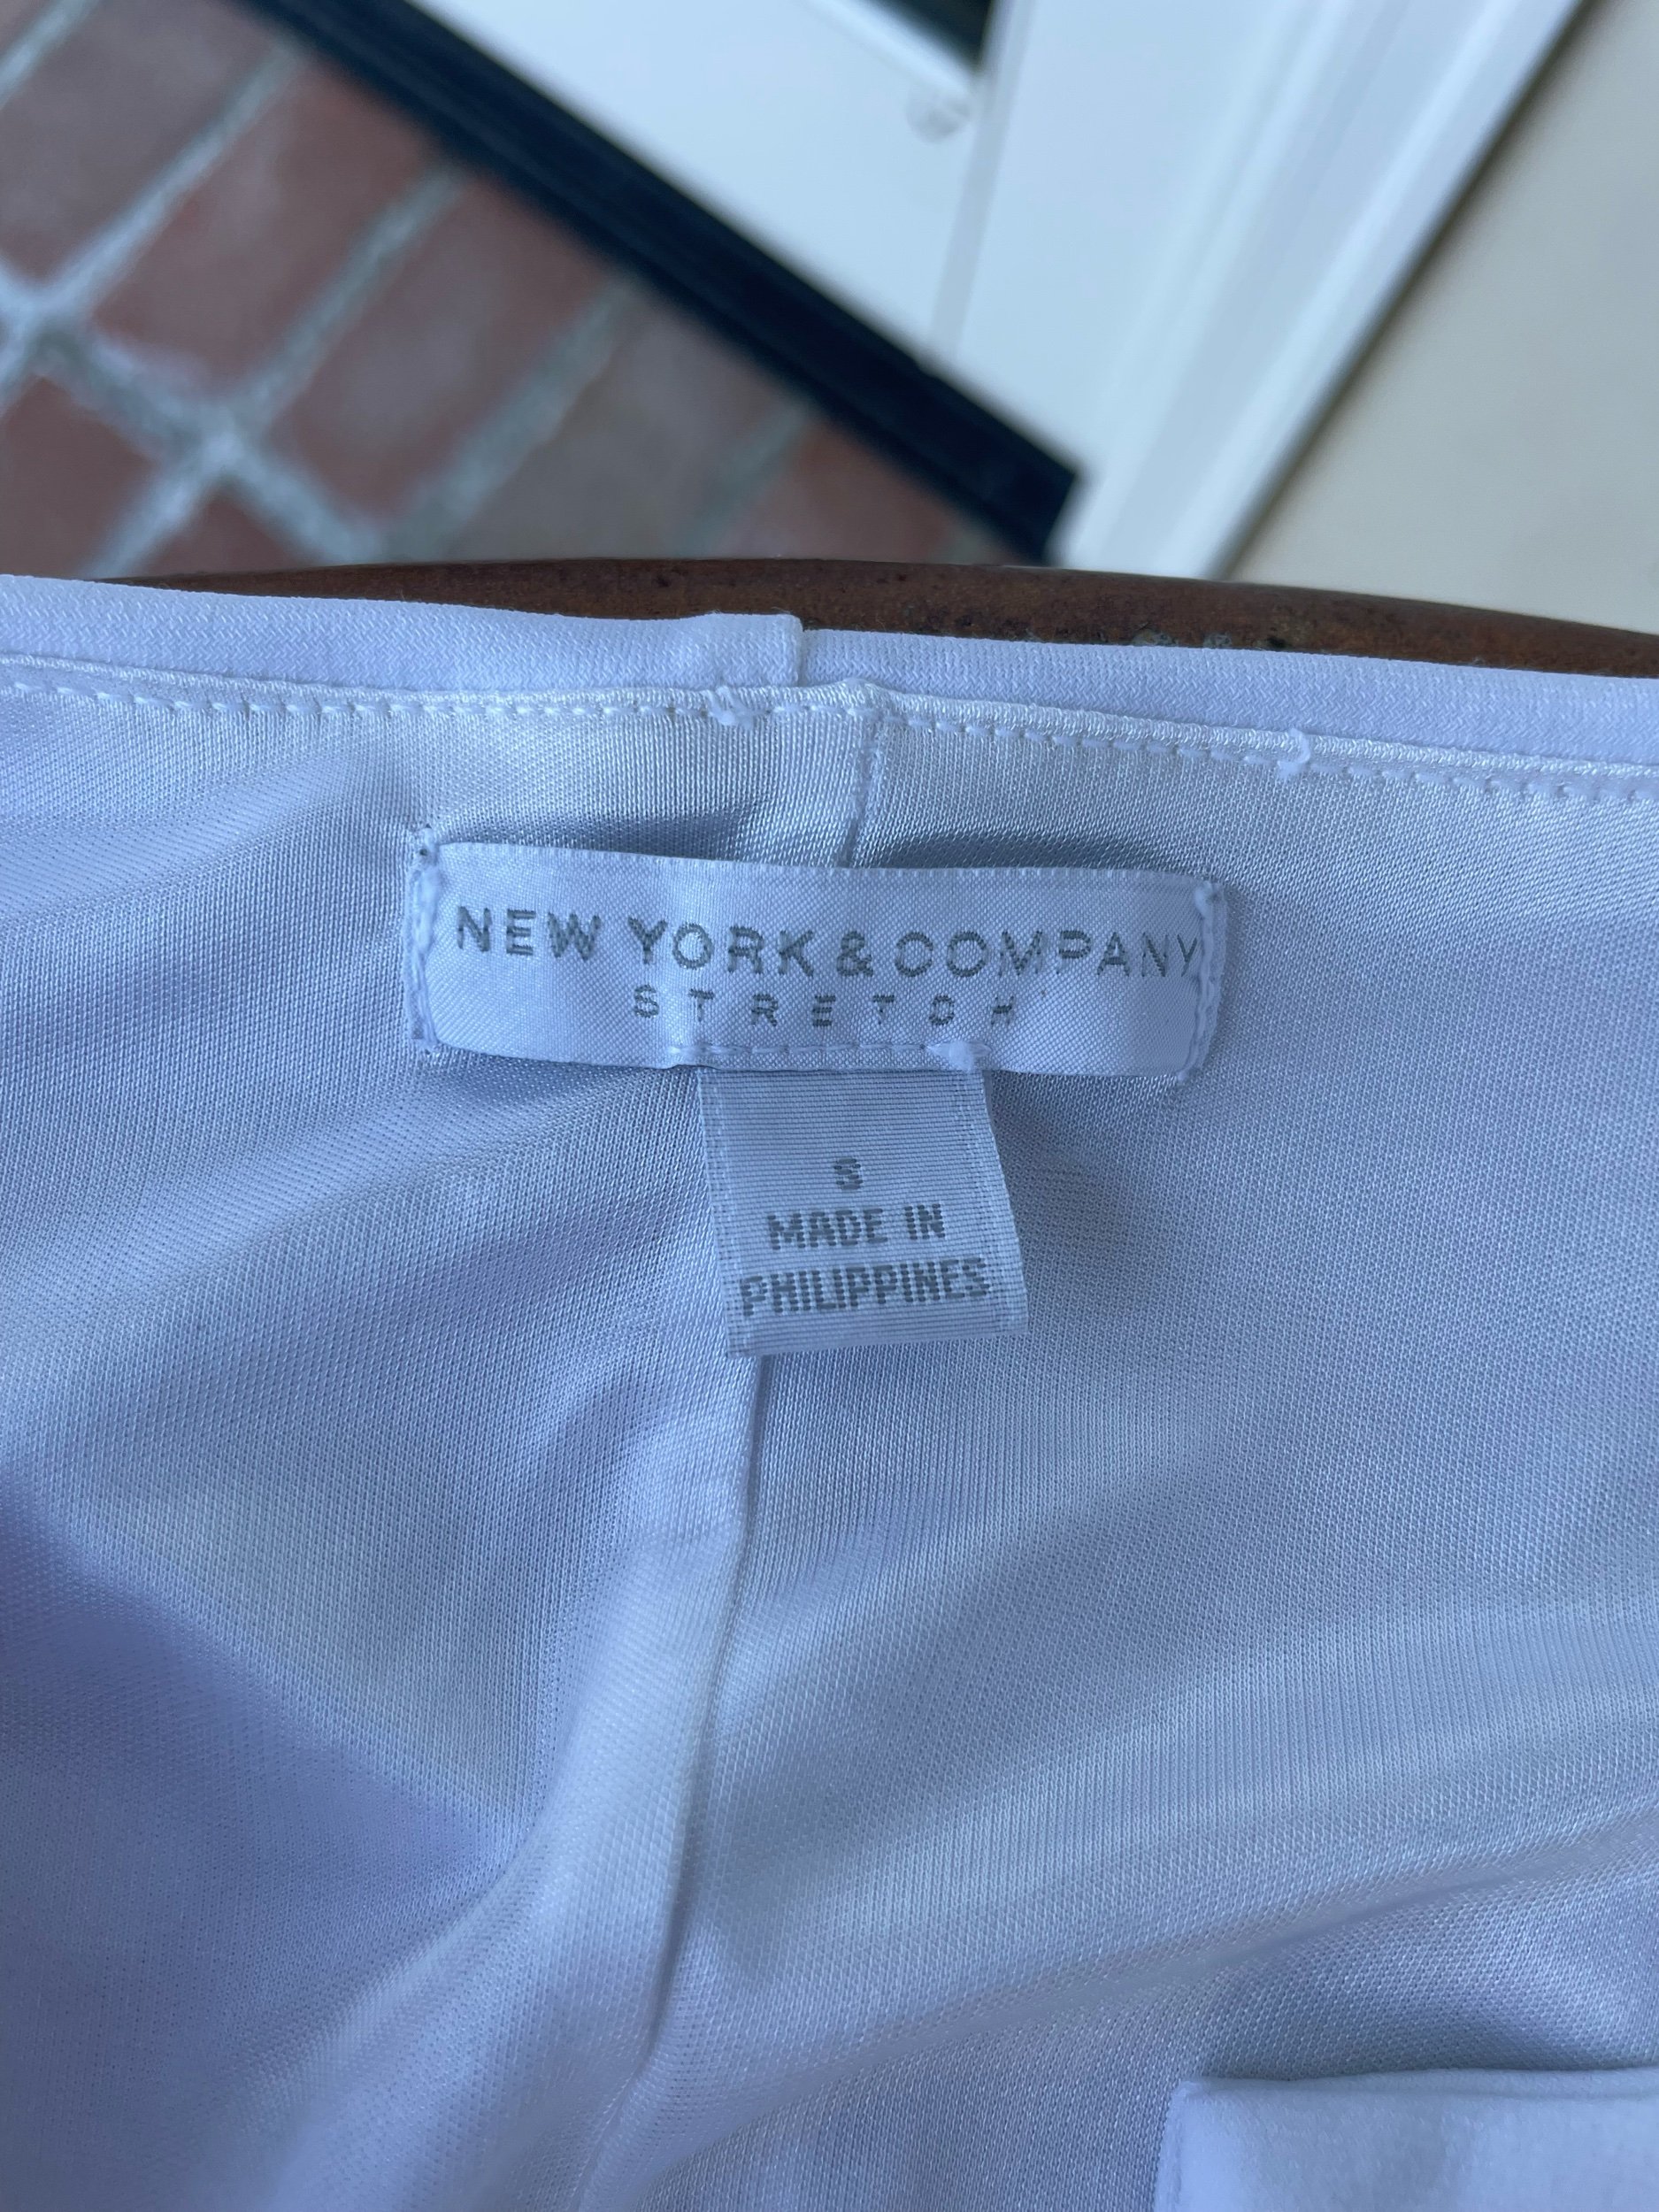 NEW YORK & COMPANY
STRETCH
S
MADE IN
PHILIPPINES